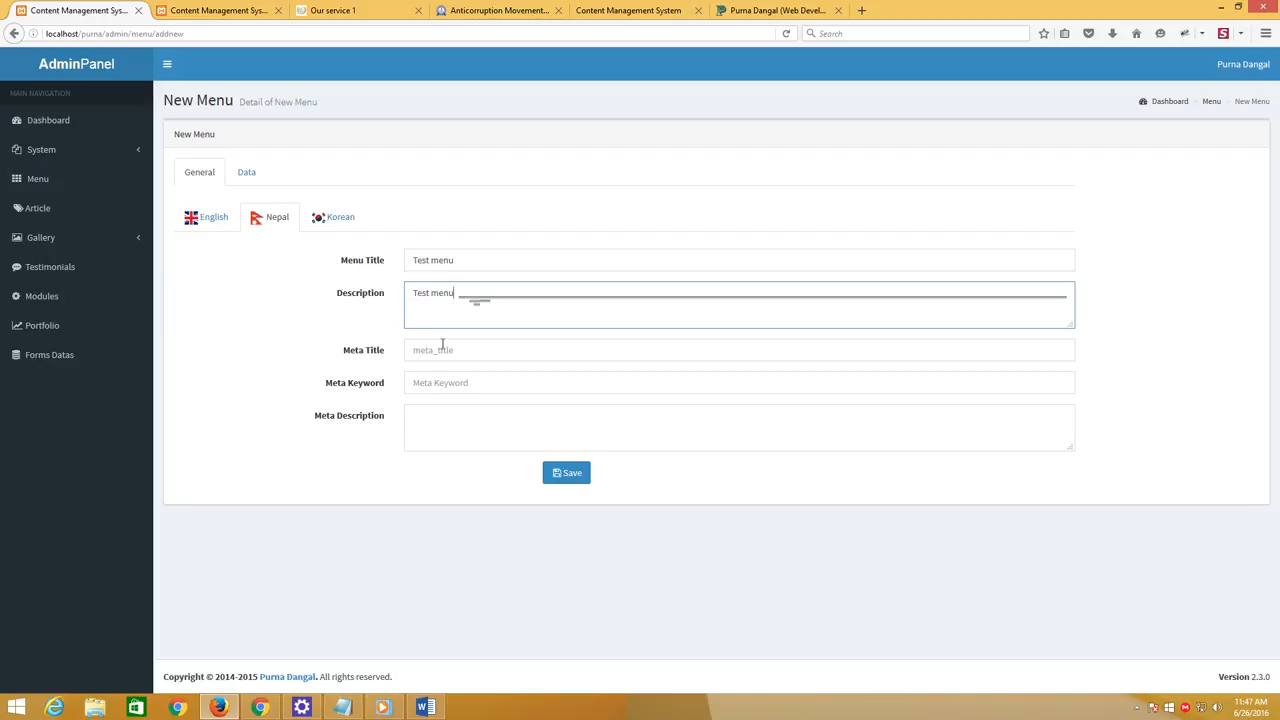 Content Management Sys...
Content Management Sys...
Our service 1
Anticorruption Movement...
Content Management System
Purna Dangal (Web Devel...
localhost/purna/admin/menu/addnew
Search
AdminPanel
Purna Dangal
MAIN NAVIGATION
Dashboard
System
Menu
Article
Gallery
Testimonials
Modules
Portfolio
Forms Datas
New Menu Detail of New Menu
Dashboard
Menu
New Menu
New Menu
General
Data
English
Nepal
Korean
Menu Title
Test menu
Description
Test menu
Meta Title
meta_title
Meta Keyword
Meta Keyword
Meta Description
Save
Copyright © 2014-2015 Purna Dangal. All rights reserved.
Version 2.3.0
11:47 AM
6/26/2016